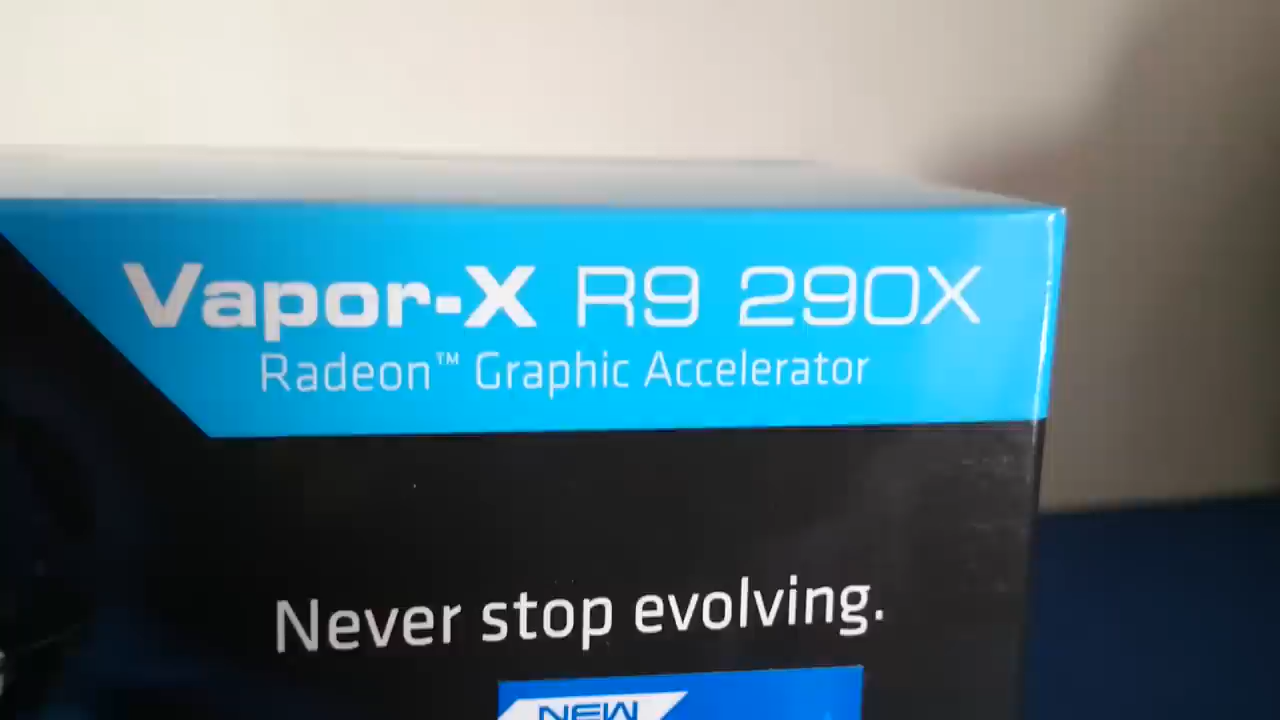 Vapor-X R9 290X
Radeon™ Graphic Accelerator
Never stop evolving.
NEW